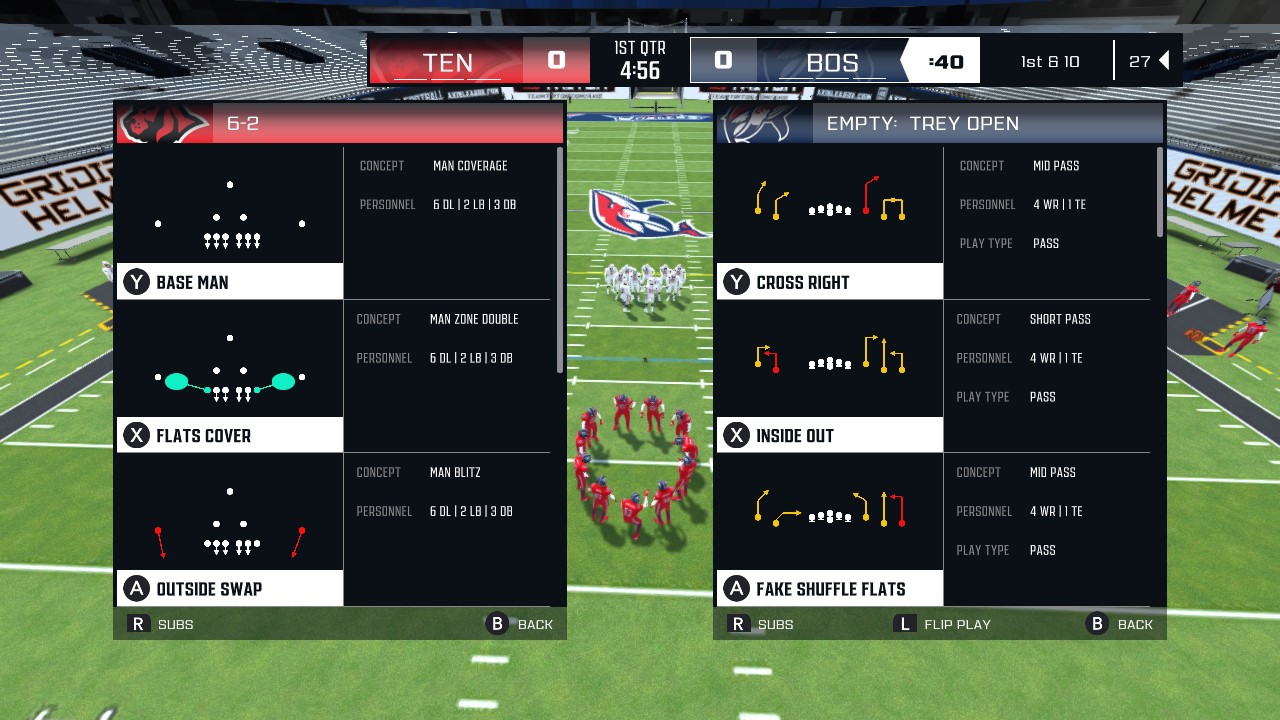 TEN 0 1ST QTR 4:56 0 BOS :40 1st & 10 27
6-2
CONCEPT MAN COVERAGE
PERSONNEL 6 DL | 2 LB | 3 DB
Y BASE MAN
CONCEPT MAN ZONE DOUBLE
PERSONNEL 6 DL | 2 LB | 3 DB
X FLATS COVER
CONCEPT MAN BLITZ
PERSONNEL 6 DL | 2 LB | 3 DB
A OUTSIDE SWAP
R SUBS B BACK
EMPTY: TREY OPEN
CONCEPT MID PASS
PERSONNEL 4 WR | 1 TE
PLAY TYPE PASS
Y CROSS RIGHT
CONCEPT SHORT PASS
PERSONNEL 4 WR | 1 TE
PLAY TYPE PASS
X INSIDE OUT
CONCEPT MID PASS
PERSONNEL 4 WR | 1 TE
PLAY TYPE PASS
A FAKE SHUFFLE FLATS
R SUBS L FLIP PLAY B BACK
GRIDI
HELM
GRIDI
HELMET